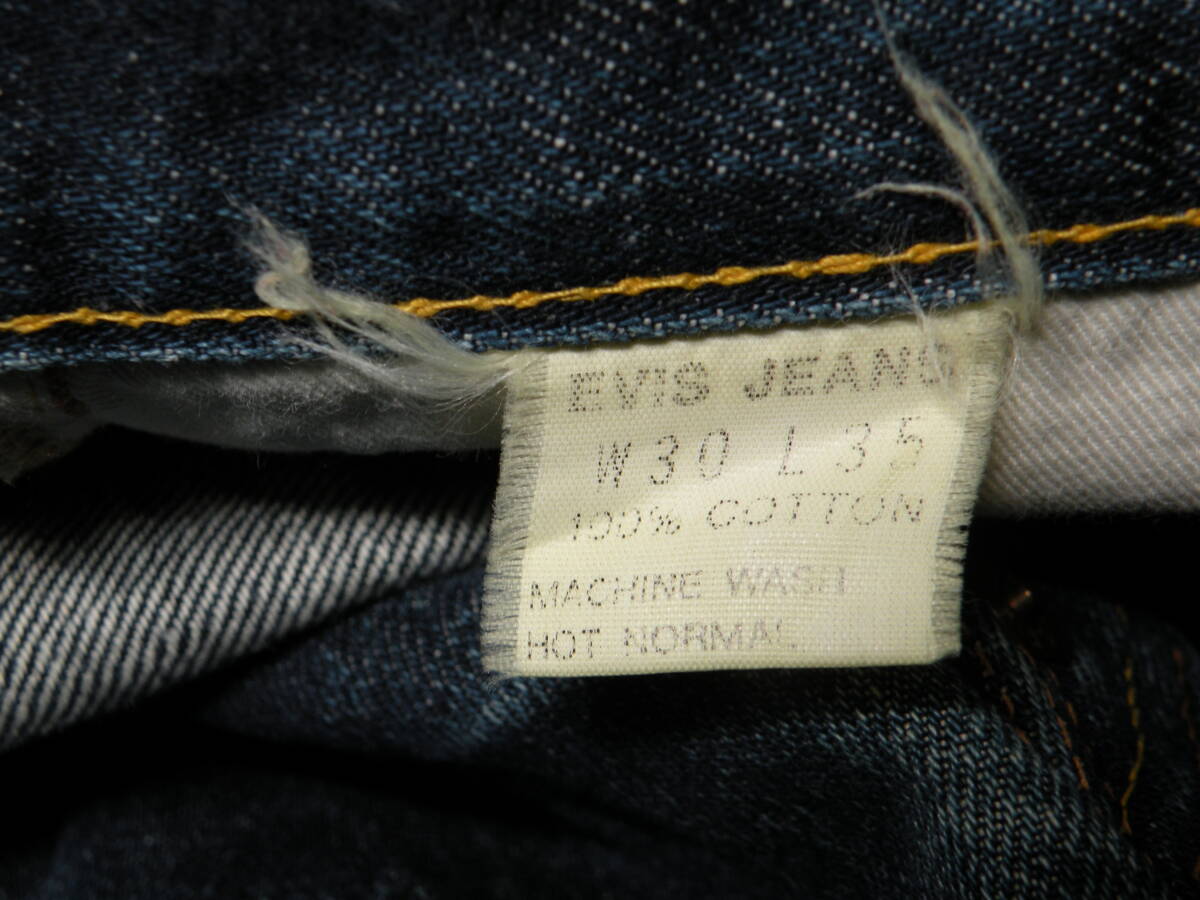 EViS JEANS
W30 L35
100% COTTON
MACHINE WASH
HOT NORMAL